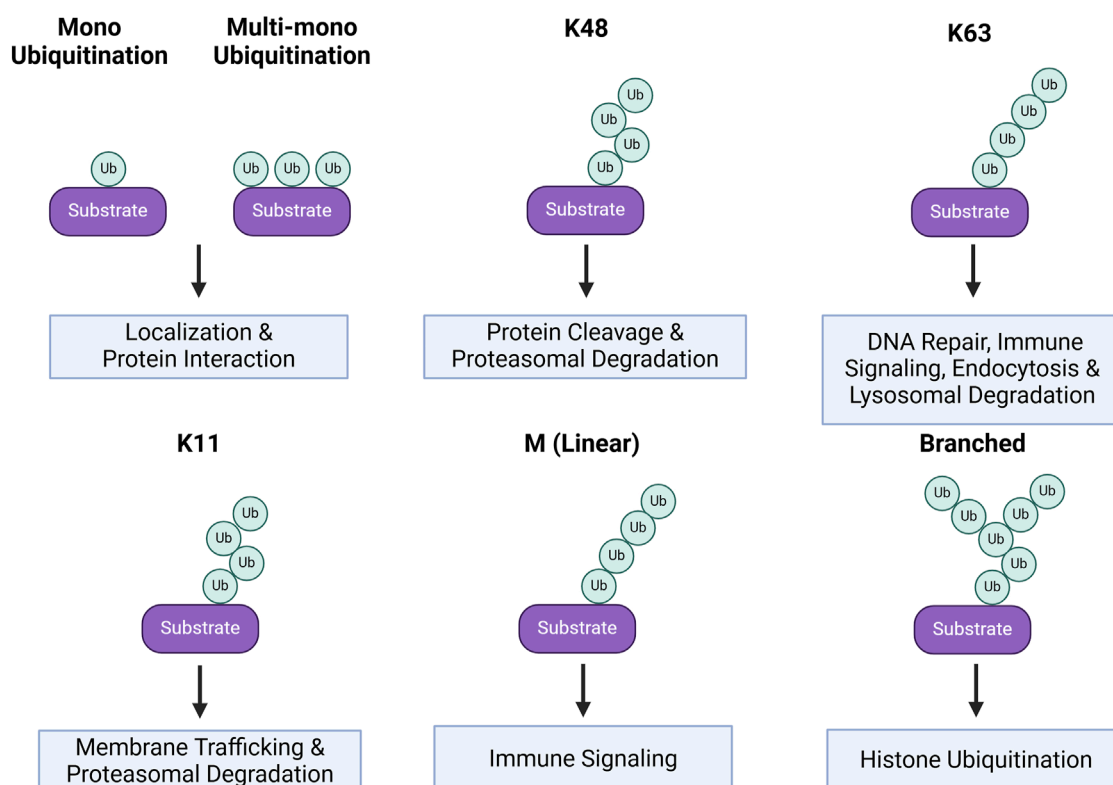 Mono
Ubiquitination
Multi-mono
Ubiquitination
K48
K63
Ub
Substrate
Ub Ub Ub
Substrate
Ub
Ub
Ub
Ub
Substrate
Ub
Ub
Ub
Ub
Substrate
Localization &
Protein Interaction
Protein Cleavage &
Proteasomal Degradation
DNA Repair, Immune
Signaling, Endocytosis &
Lysosomal Degradation
K11
M (Linear)
Branched
Ub
Ub
Ub
Ub
Substrate
Ub
Ub
Ub
Ub
Substrate
Ub Ub
Ub Ub
Ub
Ub
Ub
Substrate
Membrane Trafficking &
Proteasomal Degradation
Immune Signaling
Histone Ubiquitination